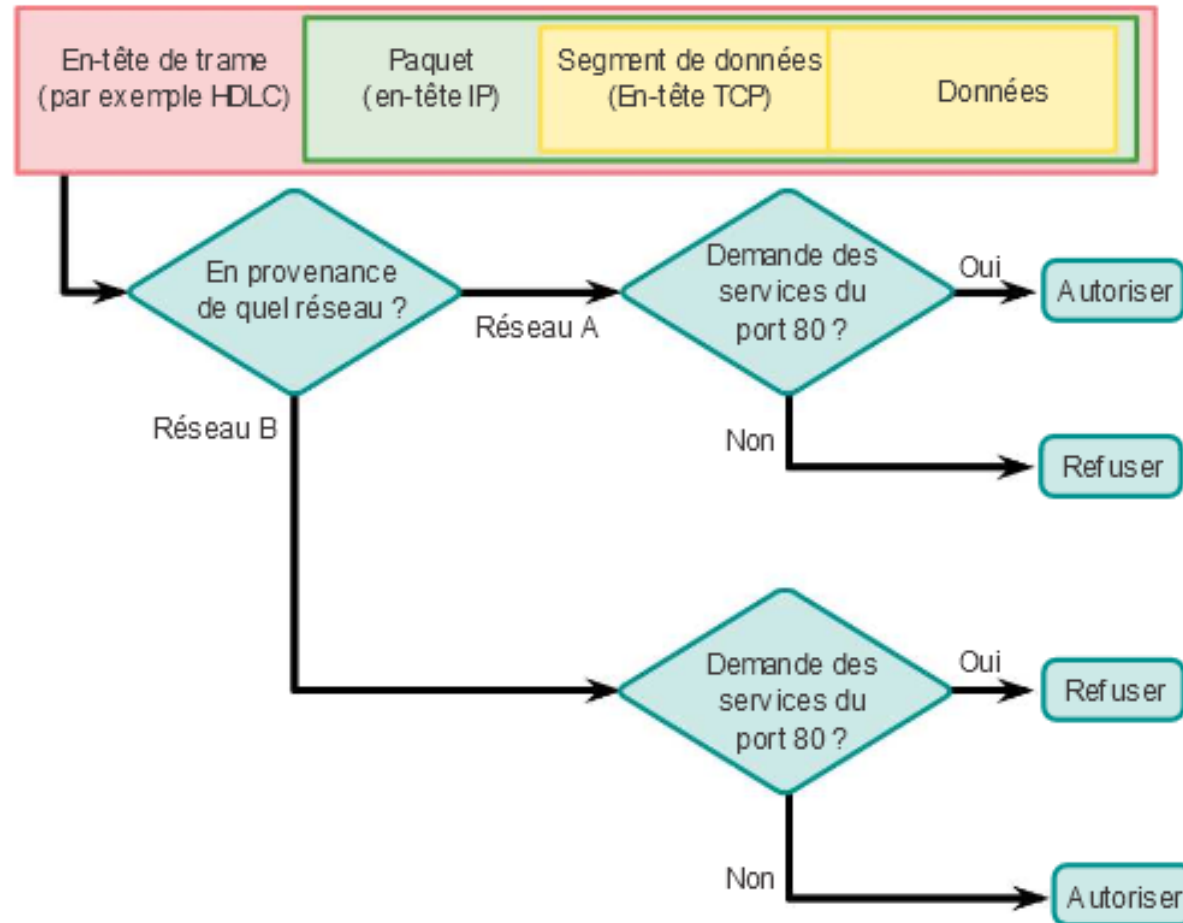 En-tête de trame
(par exemple HDLC)
Paquet
(en-tête IP)
Segment de données
(En-tête TCP)
Données
En provenance
de quel réseau ?
Réseau A
Demande des
services du
port 80 ?
Oui
Autoriser
Réseau B
Non
Refuser
Demande des
services du
port 80 ?
Oui
Refuser
Non
Autoriser